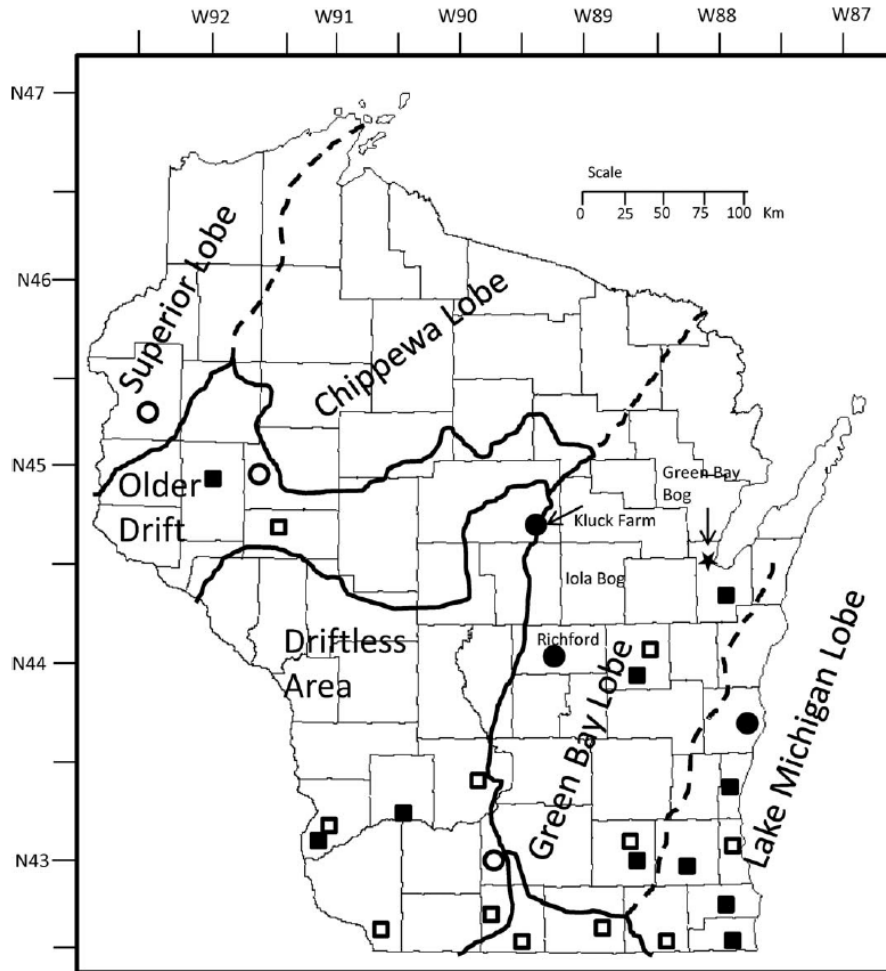 W92 W91 W90 W89 W88 W87
N47
Scale
0 25 50 75 100 Km
N46
Superior Lobe
Chippewa Lobe
N45
Older
Drift
Green Bay
Bog
Kluck Farm
Iola Bog
Richford
N44
Driftless
Area
Green Bay Lobe
Lake Michigan Lobe
N43